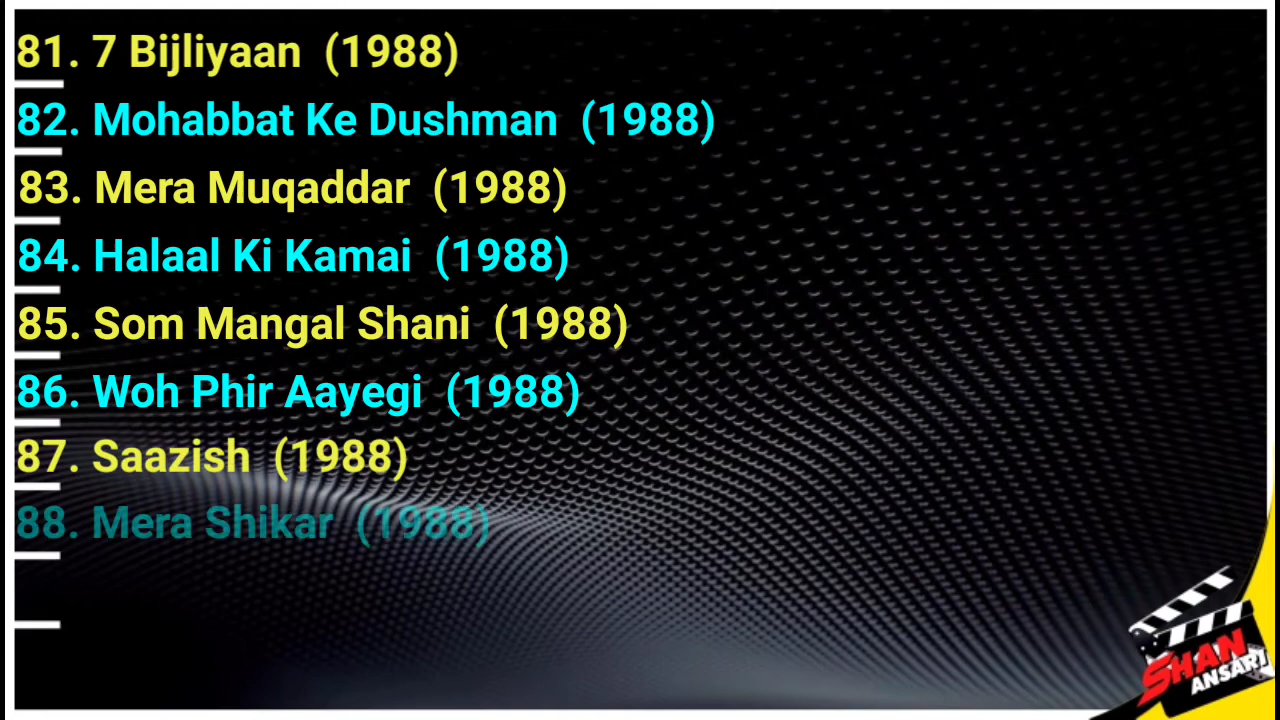 81. 7 Bijliyaan (1988)
82. Mohabbat Ke Dushman (1988)
83. Mera Muqaddar (1988)
84. Halaal Ki Kamai (1988)
85. Som Mangal Shani (1988)
86. Woh Phir Aayegi (1988)
87. Saazish (1988)
88. Mera Shikar (1988)
SHAN
ANSARI